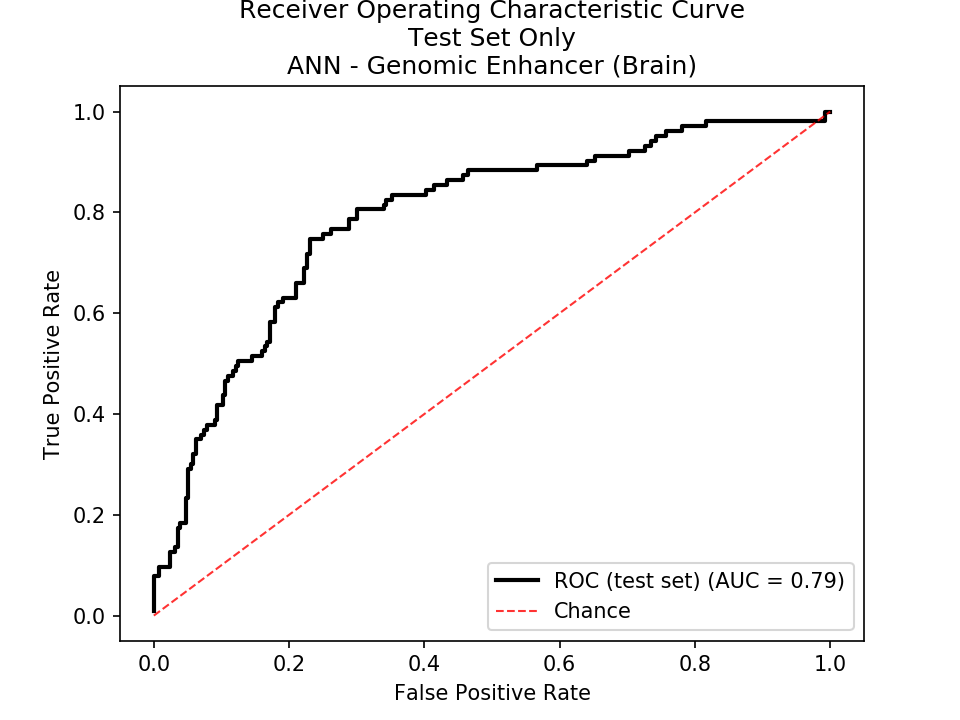 Receiver Operating Characteristic Curve
Test Set Only
ANN - Genomic Enhancer (Brain)
1.0
0.8
0.6
0.4
0.2
0.0
True Positive Rate
ROC (test set) (AUC = 0.79)
Chance
0.0 0.2 0.4 0.6 0.8 1.0
False Positive Rate